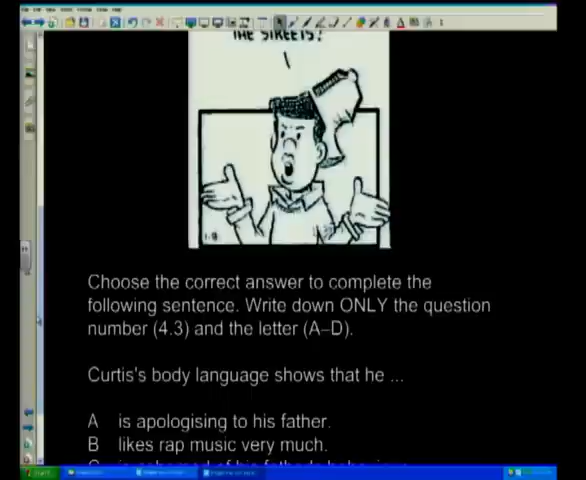 THE STREETS!
Choose the correct answer to complete the
following sentence. Write down ONLY the question
number (4.3) and the letter (A–D).
Curtis's body language shows that he ...
A is apologising to his father.
B likes rap music very much.